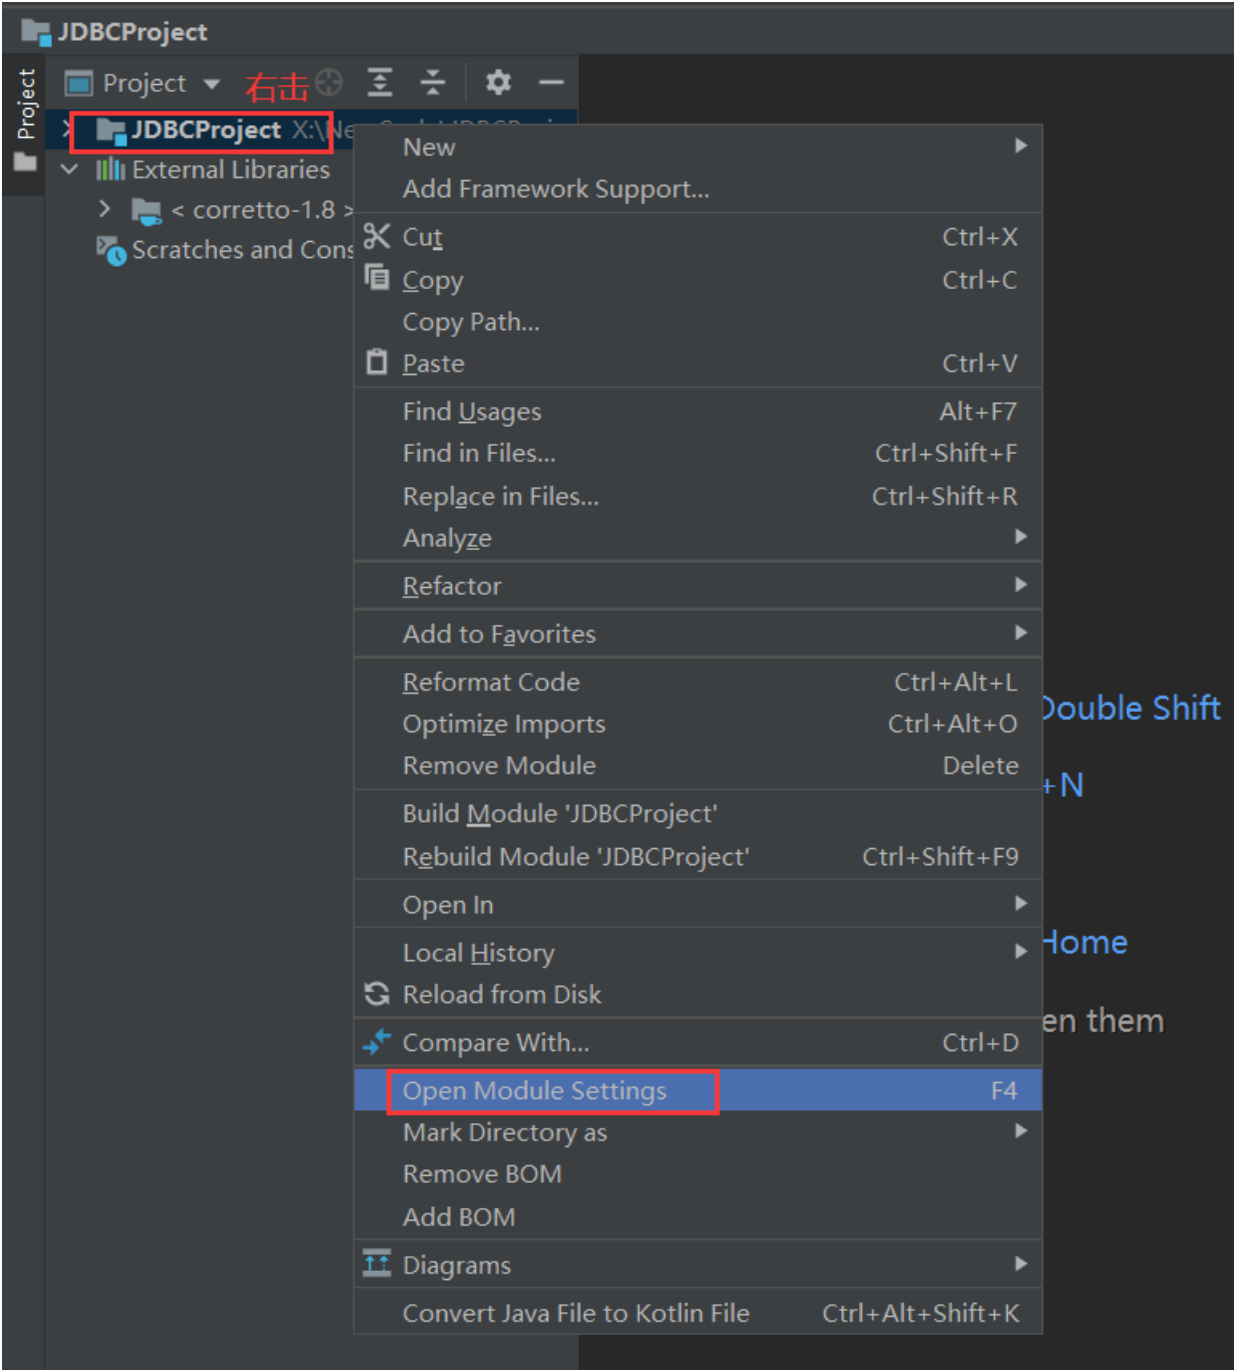 JDBCProject
Project
Project 右击
JDBCProject X:\Ne
External Libraries
< corretto-1.8 >
Scratches and Cons
New
Add Framework Support...
Cut Ctrl+X
Copy Ctrl+C
Copy Path...
Paste Ctrl+V
Find Usages Alt+F7
Find in Files... Ctrl+Shift+F
Replace in Files... Ctrl+Shift+R
Analyze
Refactor
Add to Favorites
Reformat Code Ctrl+Alt+L
Optimize Imports Ctrl+Alt+O
Double Shift
Remove Module Delete
+N
Build Module 'JDBCProject'
Rebuild Module 'JDBCProject' Ctrl+Shift+F9
Open In
Home
Local History
Reload from Disk
en them
Compare With... Ctrl+D
Open Module Settings F4
Mark Directory as
Remove BOM
Add BOM
Diagrams
Convert Java File to Kotlin File Ctrl+Alt+Shift+K